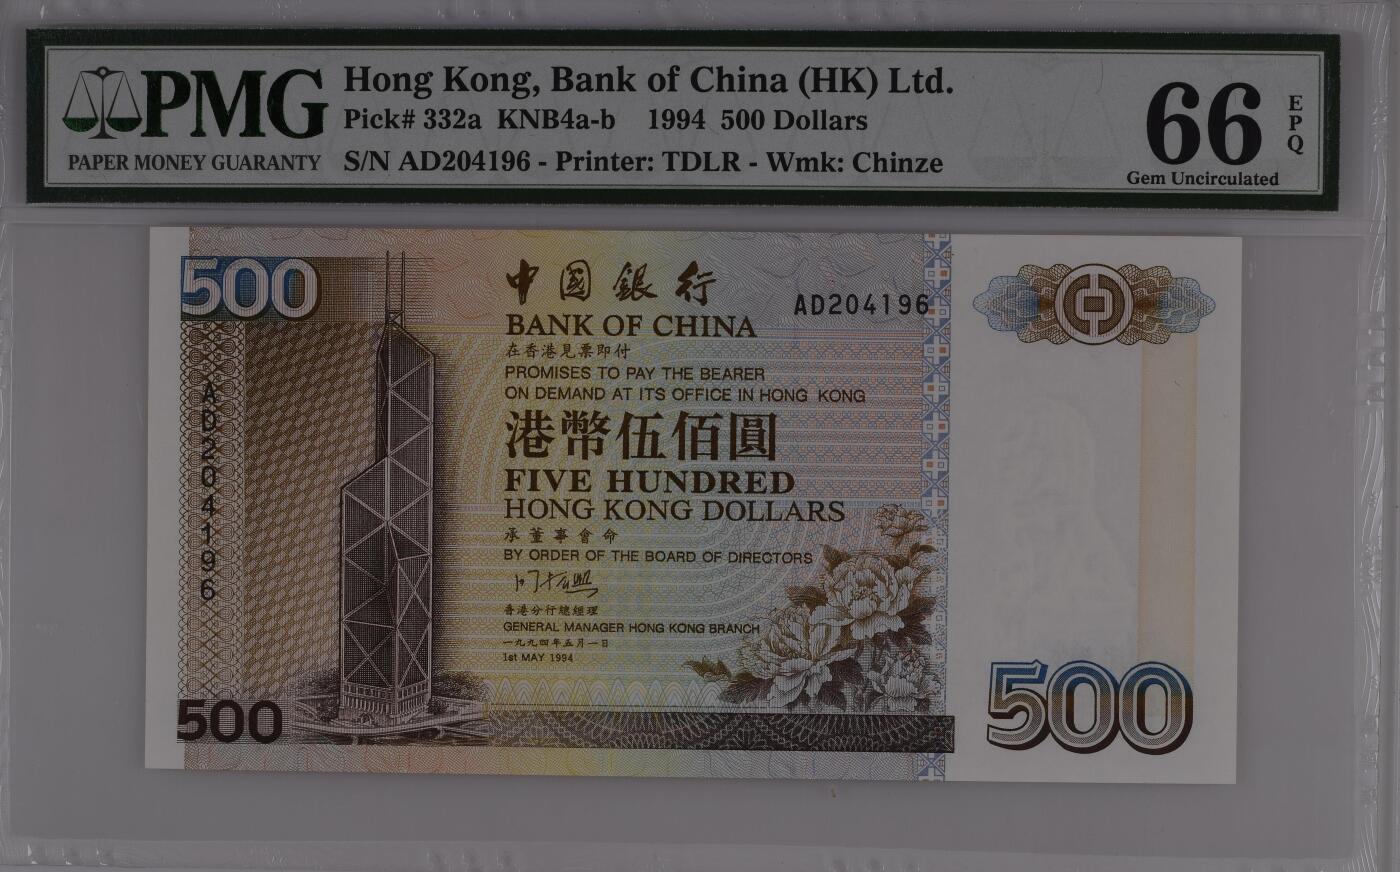 PMG
PAPER MONEY GUARANTY
Hong Kong, Bank of China (HK) Ltd.
Pick# 332a KNB4a-b 1994 500 Dollars
S/N AD204196 - Printer: TDLR - Wmk: Chinze
66
EPQ
Gem Uncirculated
500
中國銀行
AD204196
BANK OF CHINA
在香港見票即付
PROMISES TO PAY THE BEARER
ON DEMAND AT ITS OFFICE IN HONG KONG
港幣伍佰圓
FIVE HUNDRED
HONG KONG DOLLARS
承董事會命
BY ORDER OF THE BOARD OF DIRECTORS
香港分行總經理
GENERAL MANAGER HONG KONG BRANCH
一九九四年五月一日
1st MAY 1994
AD204196
500
500